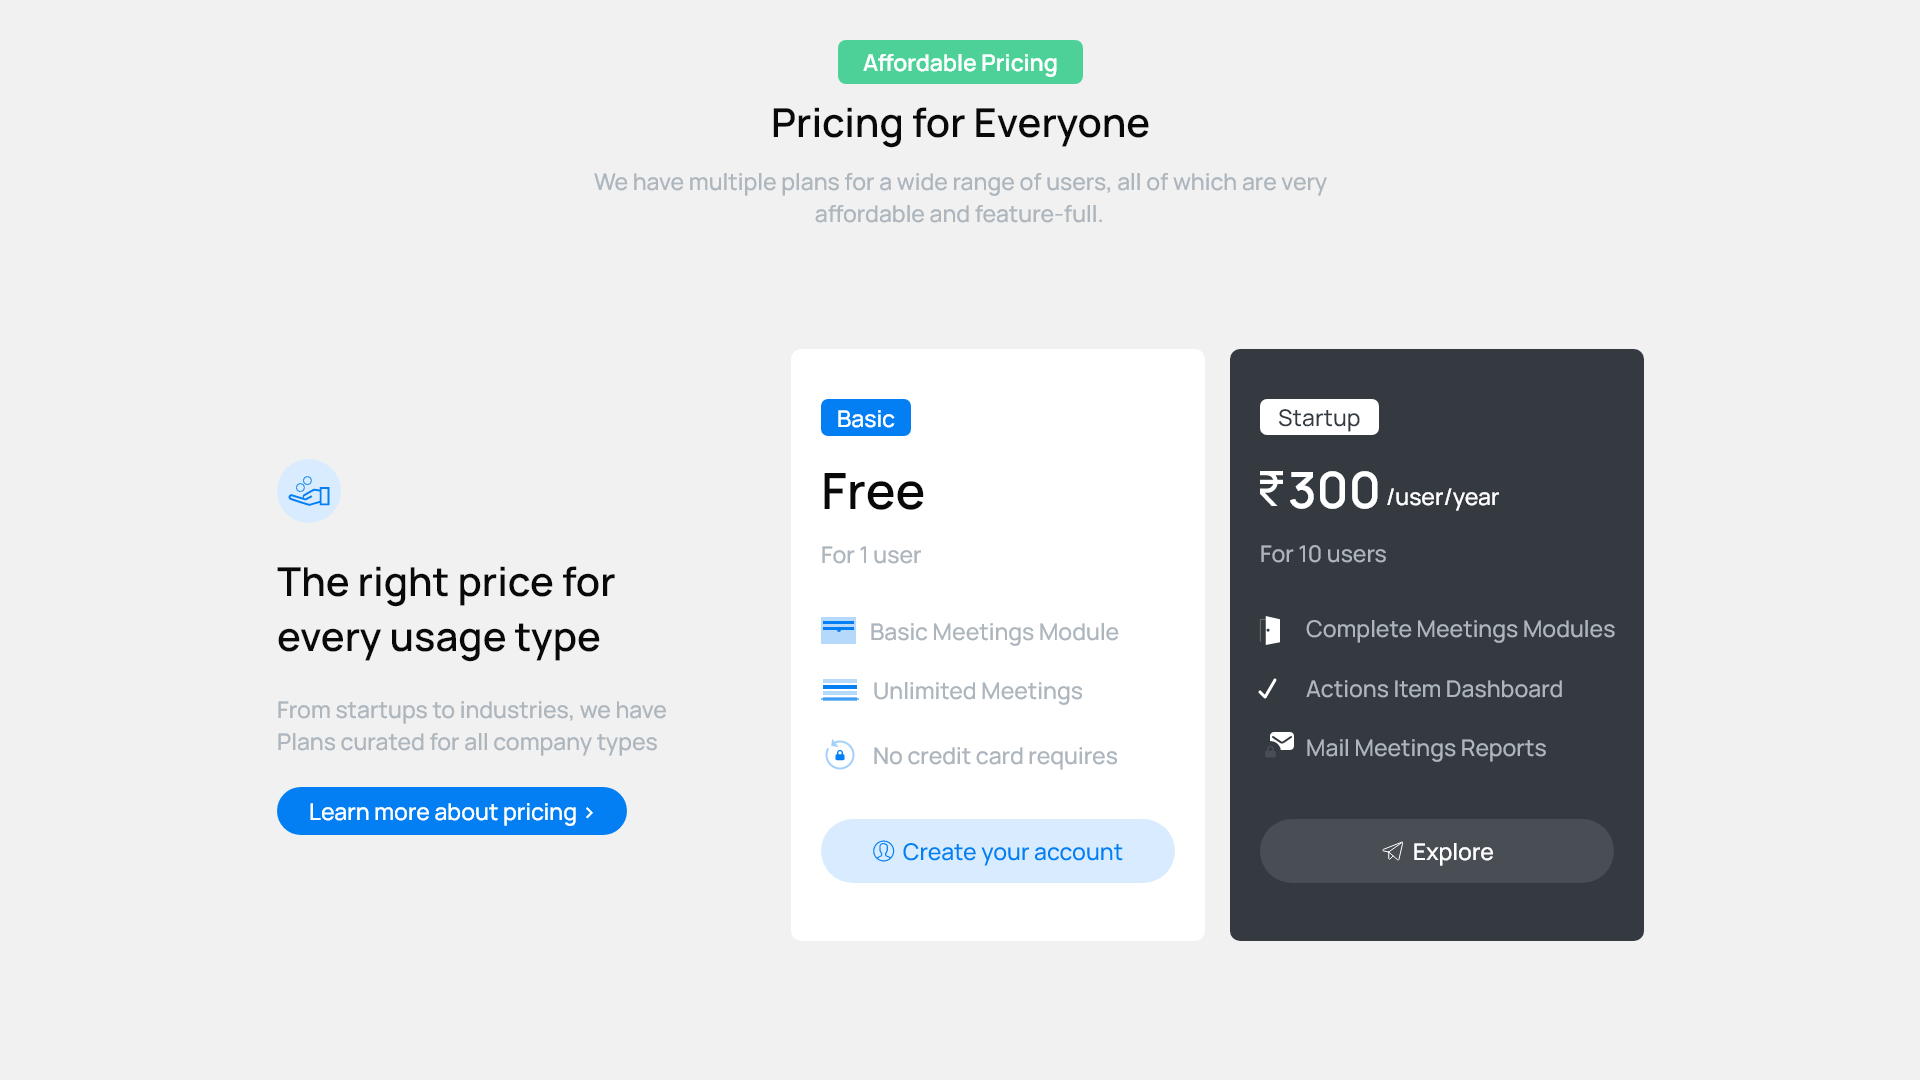 Affordable Pricing
Pricing for Everyone
We have multiple plans for a wide range of users, all of which are very
affordable and feature-full.
The right price for
every usage type
From startups to industries, we have
Plans curated for all company types
Learn more about pricing ›
Basic
Free
For 1 user
Basic Meetings Module
Unlimited Meetings
No credit card requires
Create your account
Startup
₹300 /user/year
For 10 users
Complete Meetings Modules
Actions Item Dashboard
Mail Meetings Reports
Explore